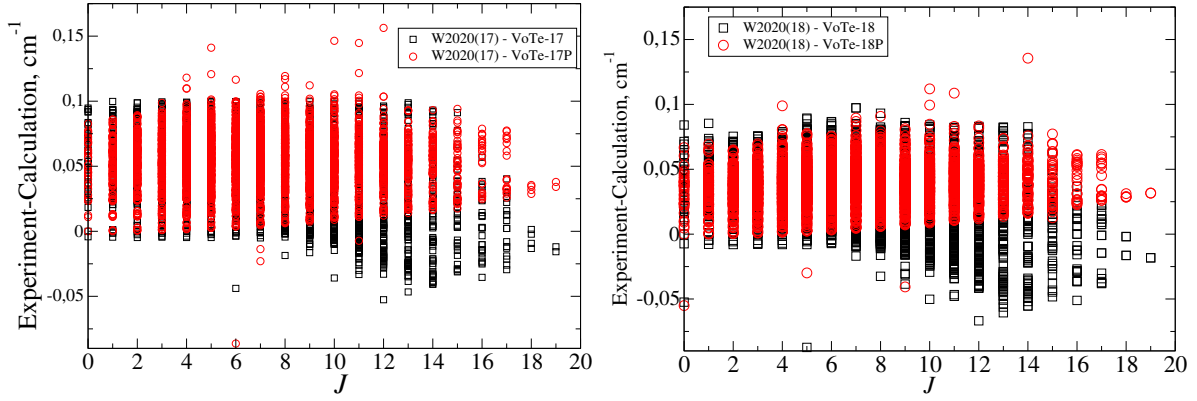 0,15
0,1
0,05
0
-0,05
Experiment-Calculation, cm-1
W2020(17) - VoTe-17
W2020(17) - VoTe-17P
0 2 4 6 8 10 12 14 16 18 20
J
0,15
0,1
0,05
0
-0,05
Experiment-Calculation, cm-1
W2020(18) - VoTe-18
W2020(18) - VoTe-18P
0 2 4 6 8 10 12 14 16 18 20
J